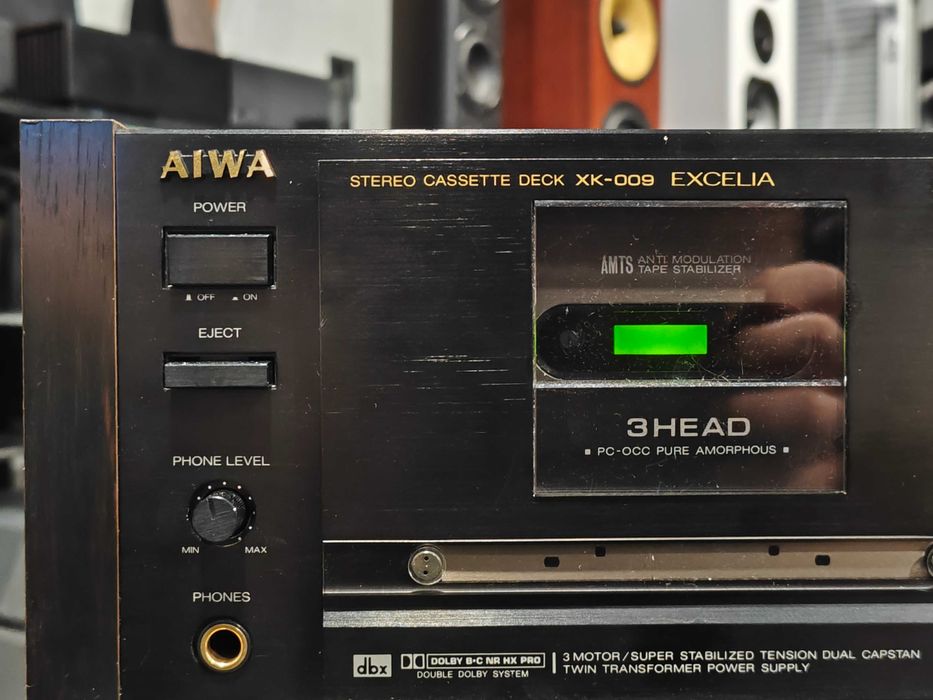 AIWA
STEREO CASSETTE DECK XK-009 EXCELIA
POWER
OFF ON
EJECT
AMTS ANTI MODULATION
TAPE STABILIZER
3HEAD
PC-OCC PURE AMORPHOUS
PHONE LEVEL
MIN MAX
PHONES
dbx
DOLBY B•C NR HX PRO
DOUBLE DOLBY SYSTEM
3 MOTOR/SUPER STABILIZED TENSION DUAL CAPSTAN
TWIN TRANSFORMER POWER SUPPLY